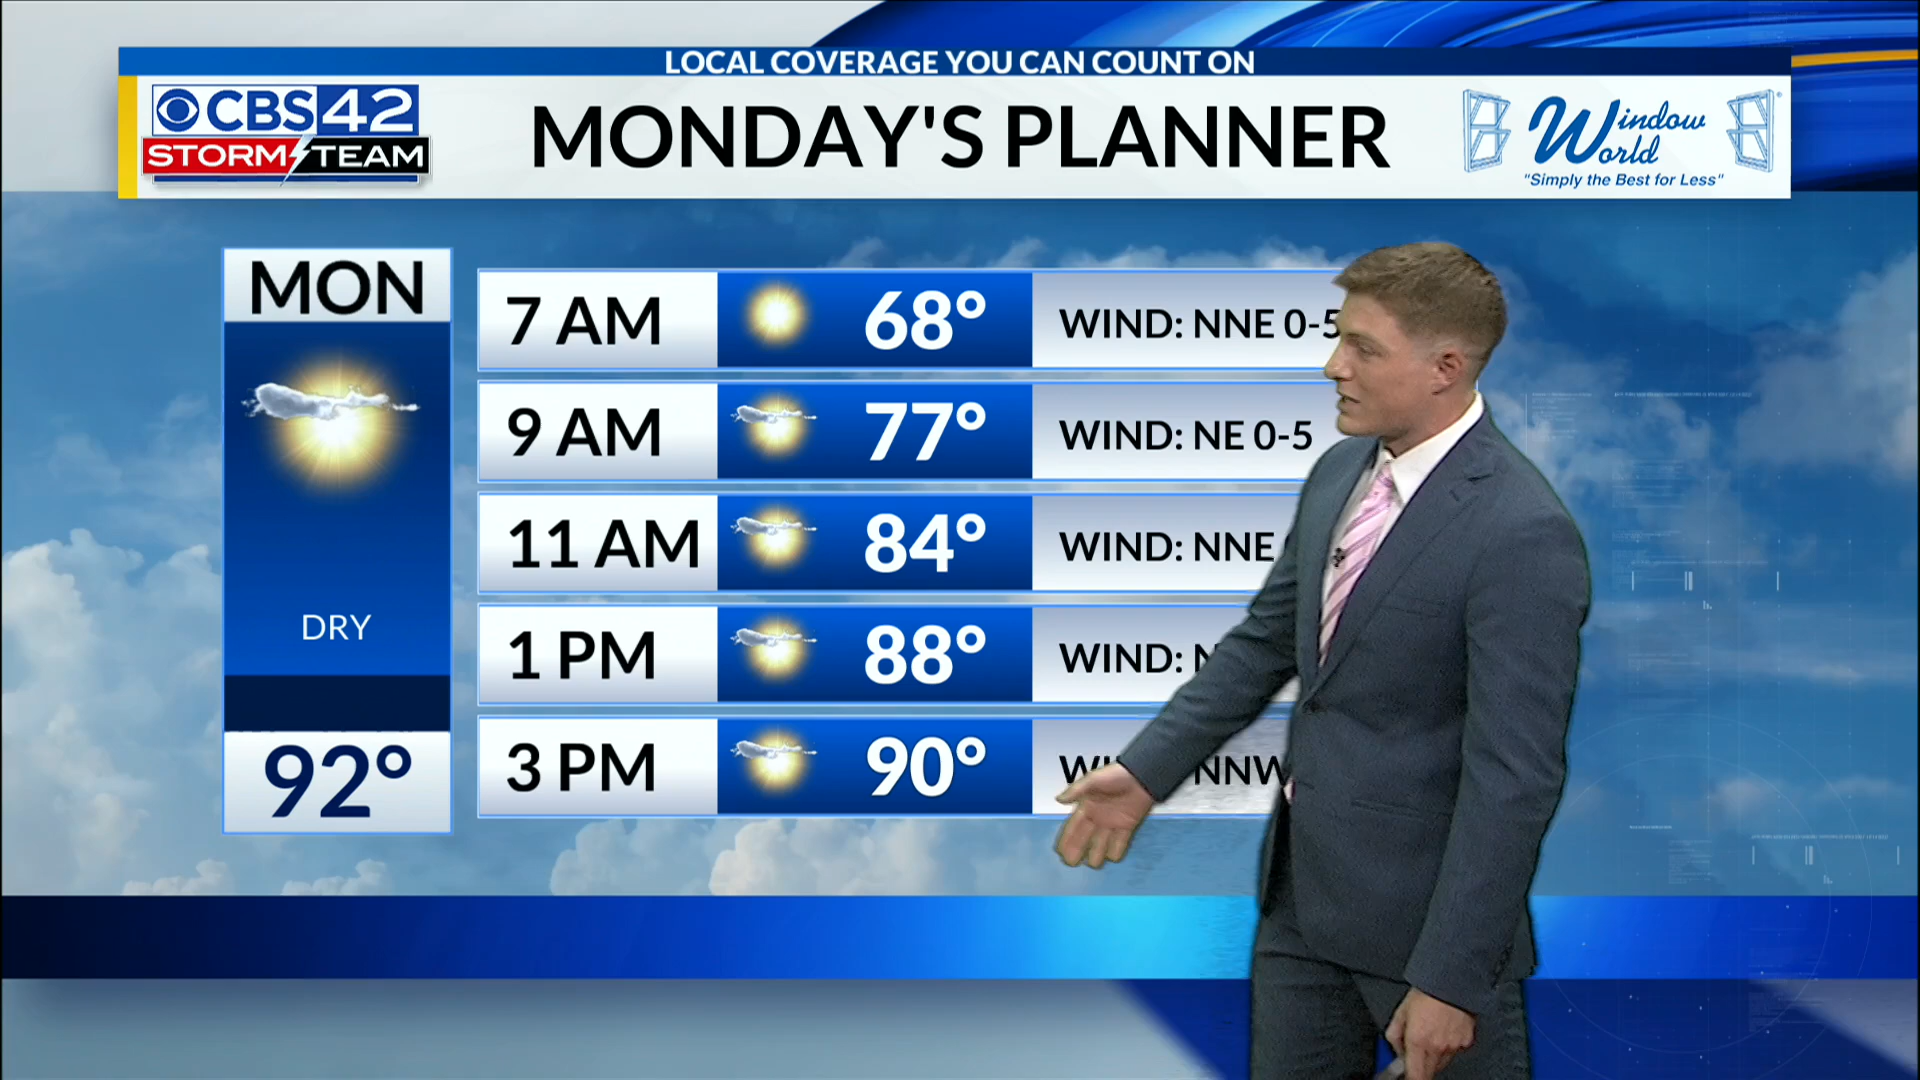 LOCAL COVERAGE YOU CAN COUNT ON
CBS 42
STORM TEAM
MONDAY'S PLANNER
Window World
"Simply the Best for Less"
MON
DRY
92°
7 AM 68° WIND: NNE 0-5
9 AM 77° WIND: NE 0-5
11 AM 84° WIND: NNE
1 PM 88° WIND:
3 PM 90° NNW